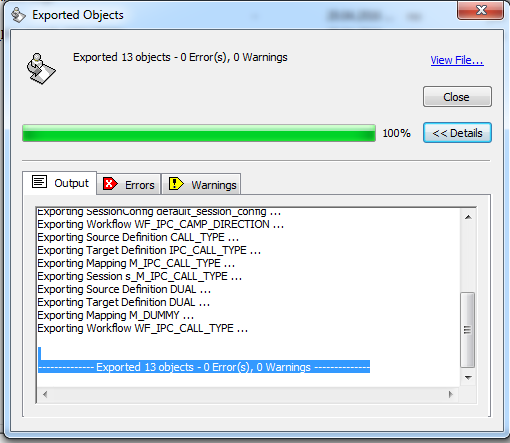 Exported Objects
Exported 13 objects - 0 Error(s), 0 Warnings
View File...
Close
100%
<< Details
Output
Errors
Warnings
Exporting SessionConfig default_session_config ...
Exporting Workflow WF_IPC_CAMP_DIRECTION ...
Exporting Source Definition CALL_TYPE ...
Exporting Target Definition IPC_CALL_TYPE ...
Exporting Mapping M_IPC_CALL_TYPE ...
Exporting Session s_M_IPC_CALL_TYPE ...
Exporting Source Definition DUAL ...
Exporting Target Definition DUAL ...
Exporting Mapping M_DUMMY ...
Exporting Workflow WF_IPC_CALL_TYPE ...
-------------- Exported 13 objects - 0 Error(s), 0 Warnings --------------